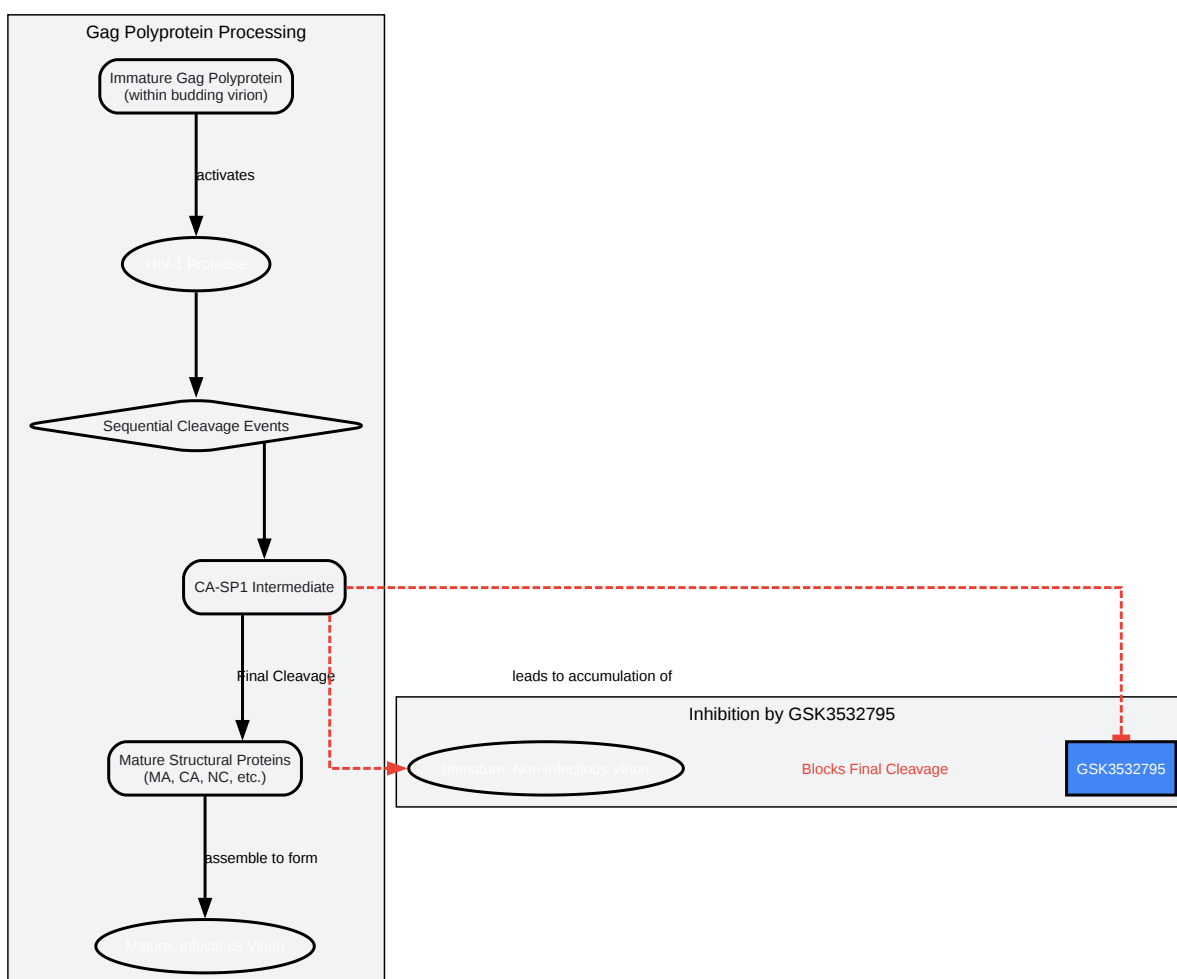 Gag Polyprotein Processing
Immature Gag Polyprotein
(within budding virion)
activates
HIV-1 Protease
Sequential Cleavage Events
CA-SP1 Intermediate
Final Cleavage
leads to accumulation of
Inhibition by GSK3532795
Mature Structural Proteins
(MA, CA, NC, etc.)
Immature, Non-infectious Virion
Blocks Final Cleavage
GSK3532795
assemble to form
Mature, Infectious Virion